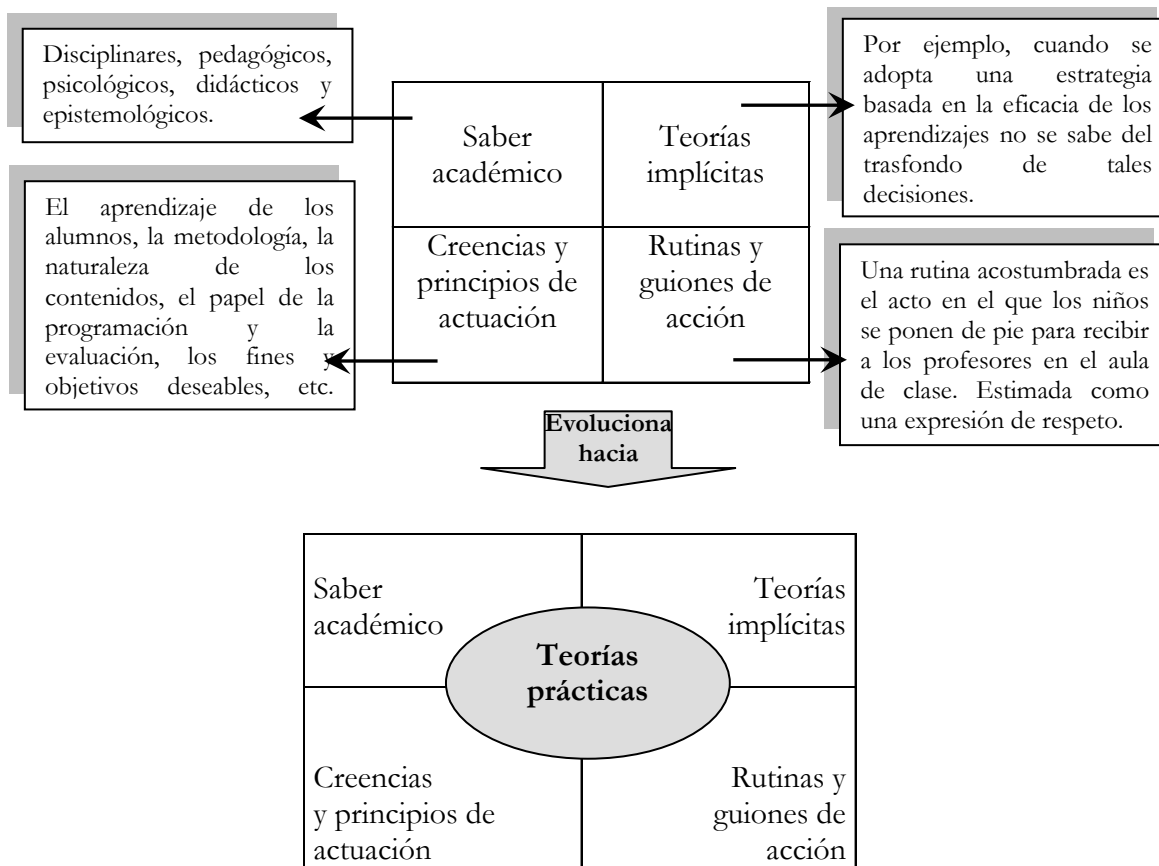 Disciplinares, pedagógicos,
psicológicos, didácticos y
epistemológicos.
El aprendizaje de los
alumnos, la metodología, la
naturaleza de los
contenidos, el papel de la
programación y la
evaluación, los fines y
objetivos deseables, etc.
Saber
académico
Teorías
implícitas
Creencias y
principios de
actuación
Rutinas y
guiones de
acción
Por ejemplo, cuando se
adopta una estrategia
basada en la eficacia de los
aprendizajes no se sabe del
trasfondo de tales
decisiones.
Una rutina acostumbrada es
el acto en el que los niños
se ponen de pie para recibir
a los profesores en el aula
de clase. Estimada como
una expresión de respeto.
Evoluciona
hacia
Saber
académico
Teorías
implícitas
Teorías
prácticas
Creencias
y principios de
actuación
Rutinas y
guiones de
acción